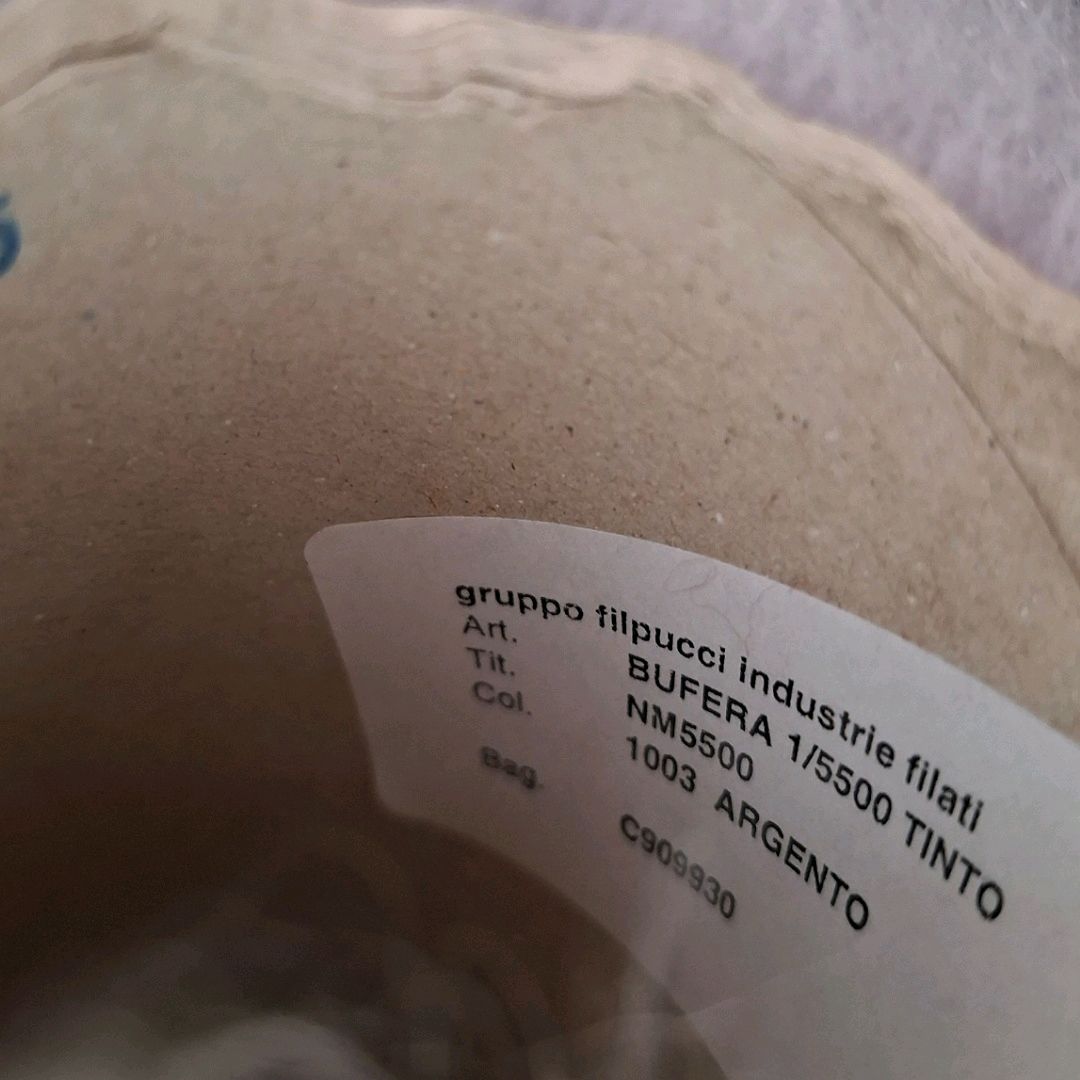 gruppo filpucci industrie filati
Art. BUFERA 1/5500 TINTO
Tit. NM5500
Col. 1003 ARGENTO
Bag. C909930